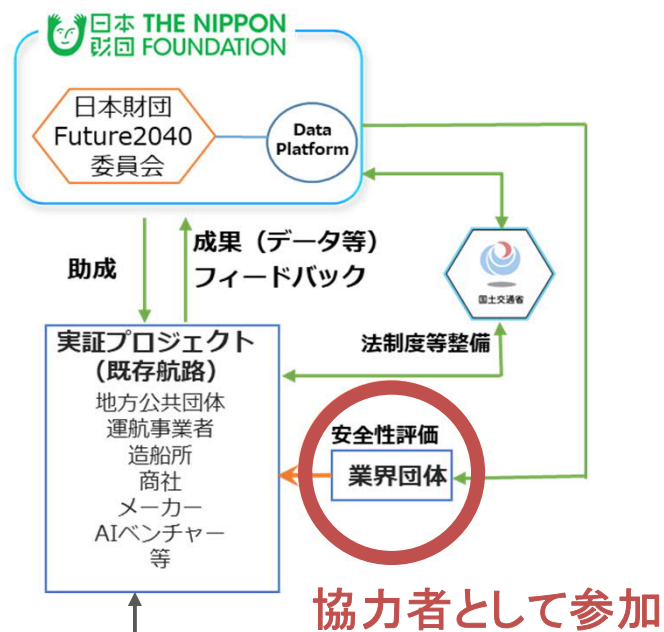 日本
財団
THE NIPPON
FOUNDATION
日本財団
Future2040
委員会
Data
Platform
助成
成果（データ等）
フィードバック
国土交通省
法制度等整備
実証プロジェクト
（既存航路）
地方公共団体
運航事業者
造船所
商社
メーカー
AIベンチャー
等
安全性評価
業界団体
協力者として参加